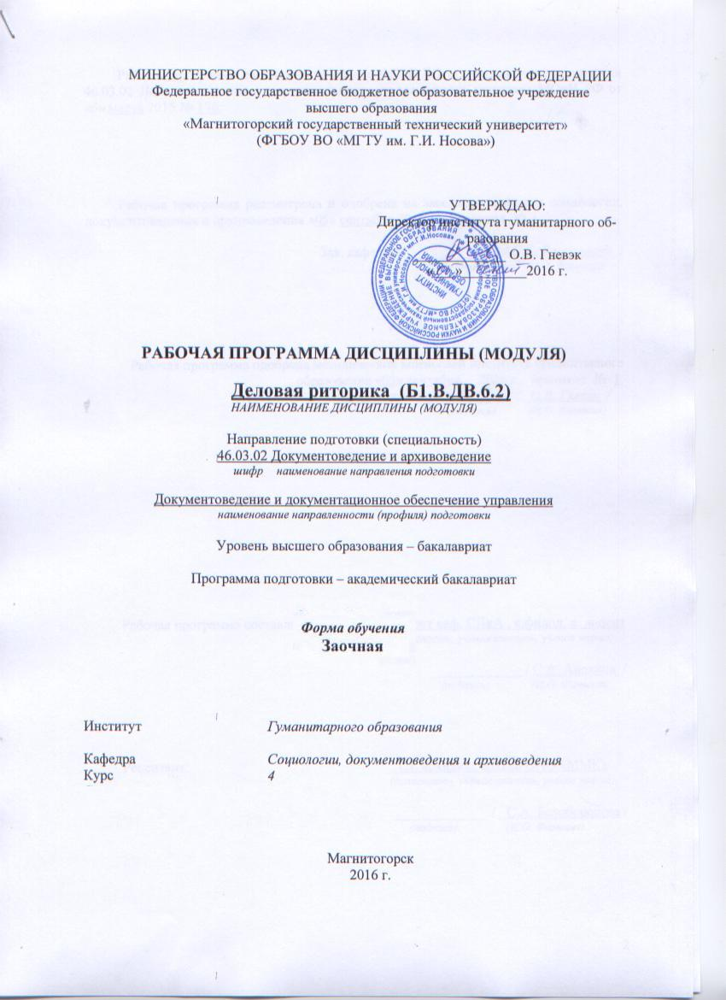 МИНИСТЕРСТВО ОБРАЗОВАНИЯ И НАУКИ РОССИЙСКОЙ ФЕДЕРАЦИИ
Федеральное государственное бюджетное образовательное учреждение
высшего образования
«Магнитогорский государственный технический университет»
(ФГБОУ ВО «МГТУ им. Г.И. Носова»)
УТВЕРЖДАЮ:
Директор института гуманитарного об-
разования
О.В. Гневэк
2016 г.
ИНСТИТУТ
ГУМАНИТАРНОГО
ОБРАЗОВАНИЯ
РАБОЧАЯ ПРОГРАММА ДИСЦИПЛИНЫ (МОДУЛЯ)
Деловая риторика (Б1.В.ДВ.6.2)
НАИМЕНОВАНИЕ ДИСЦИПЛИНЫ (МОДУЛЯ)
Направление подготовки (специальность)
46.03.02 Документоведение и архивоведение
шифр наименование направления подготовки
Документоведение и документационное обеспечение управления
наименование направленности (профиля) подготовки
Уровень высшего образования – бакалавриат
Программа подготовки – академический бакалавриат
Форма обучения
Заочная
Институт Гуманитарного образования
Кафедра Социологии, документоведения и архивоведения
Курс 4
Магнитогорск
2016 г.